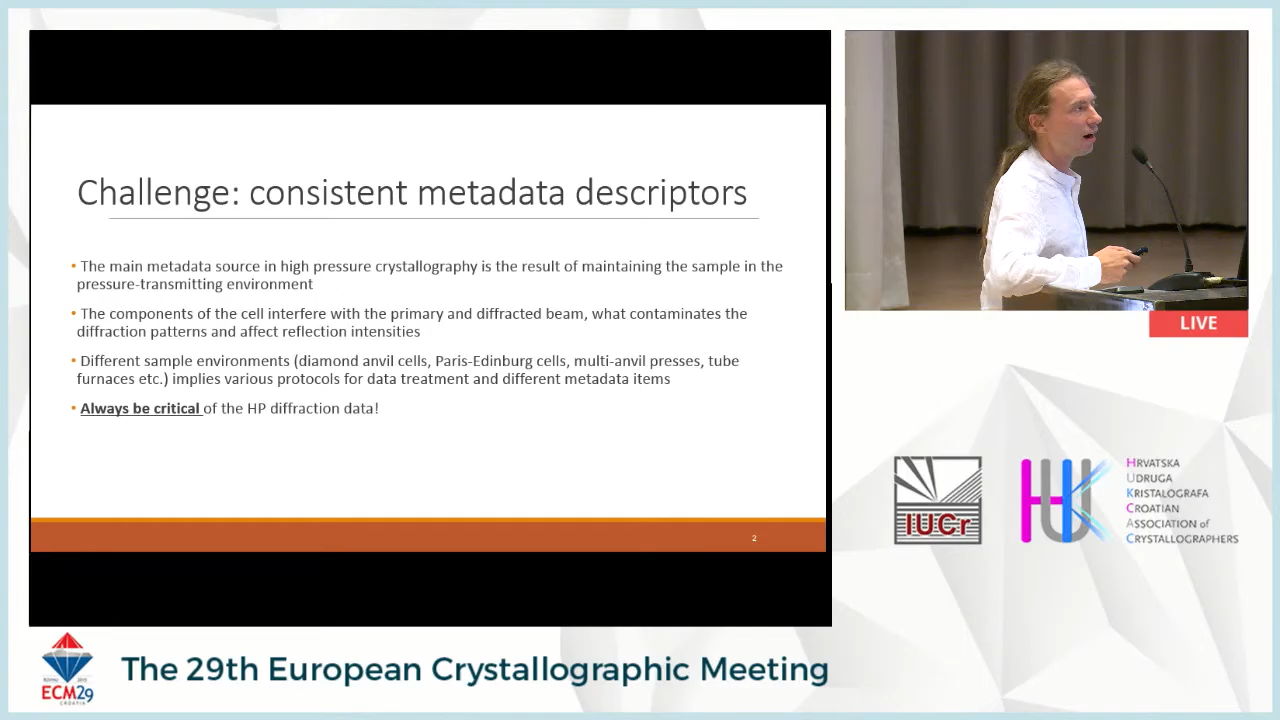 Challenge: consistent metadata descriptors
• The main metadata source in high pressure crystallography is the result of maintaining the sample in the
pressure-transmitting environment
• The components of the cell interfere with the primary and diffracted beam, what contaminates the
diffraction patterns and affect reflection intensities
• Different sample environments (diamond anvil cells, Paris-Edinburg cells, multi-anvil presses, tube
furnaces etc.) implies various protocols for data treatment and different metadata items
• Always be critical of the HP diffraction data!
2
LIVE
IUCr
HUK
HRVATSKA
UDRUGA
KRISTALOGRAFA
CROATIAN
ASSOCIATION of
CRYSTALLOGRAPHERS
ECM29
CROATIA
The 29th European Crystallographic Meeting